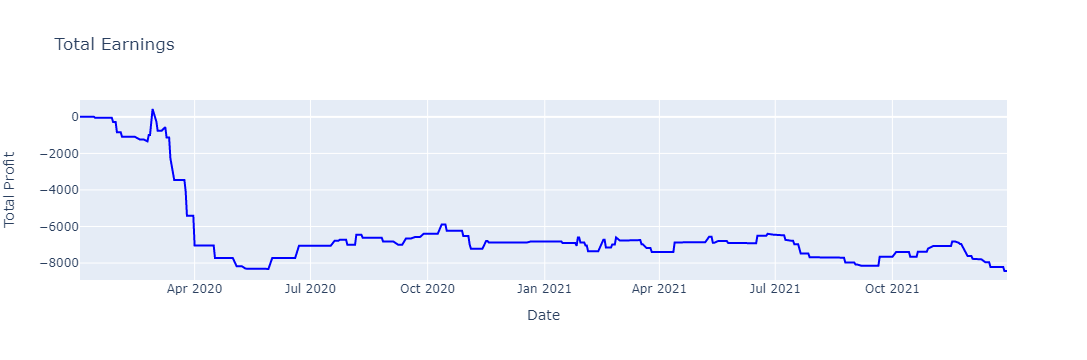 Total Earnings
Total Profit
0
−2000
−4000
−6000
−8000
Apr 2020
Jul 2020
Oct 2020
Jan 2021
Apr 2021
Jul 2021
Oct 2021
Date